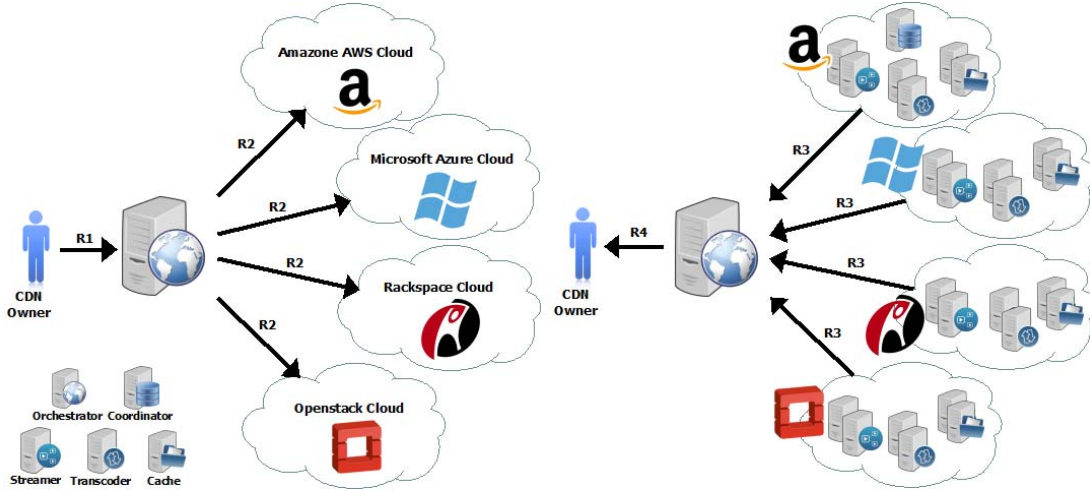 Amazone AWS Cloud
R2
Microsoft Azure Cloud
R2
R1
R2
Rackspace Cloud
CDN
Owner
R2
Openstack Cloud
Orchestrator Coordinator
Streamer Transcoder Cache
a
R3
R3
R4
R3
CDN
Owner
R3